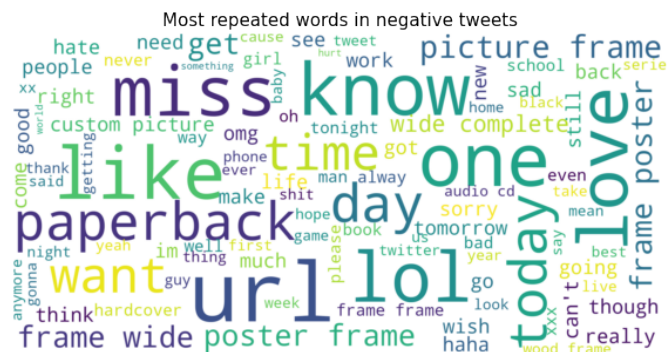 Most repeated words in negative tweets
hate need get cause see tweet picture frame
people never girl hurt work school back serie
something
xx right miss baby know new sad
good custom picture oh home black still
world way omg tonight wide complete
like time got one love
thank getting phone man alway even
come said ever life audio cd take
make shit day sorry mean
paperback hope book us tomorrow say frame poster
night yeah im well first game please twitter bad year best
thing much lol go going live
anymore gonna want guy url look today xxx can't though
think hardcover week frame frame wish really
frame wide poster frame haha wood frame